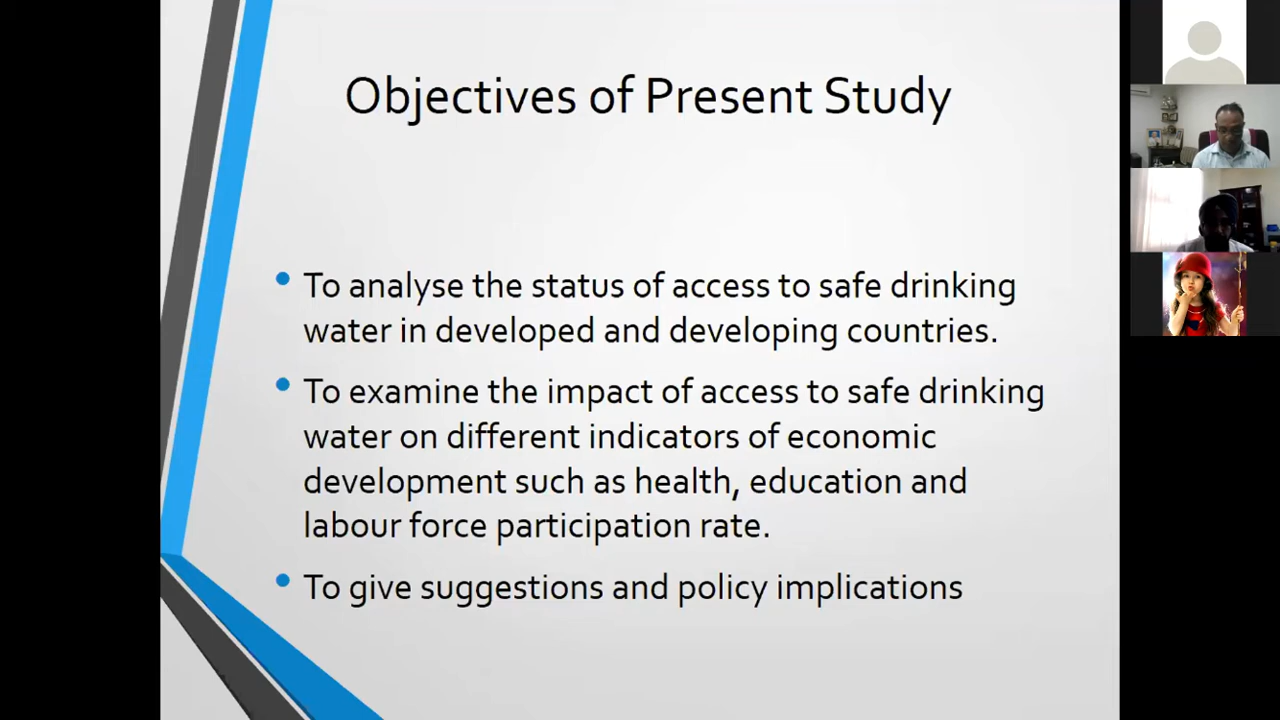 Objectives of Present Study
To analyse the status of access to safe drinking
water in developed and developing countries.
To examine the impact of access to safe drinking
water on different indicators of economic
development such as health, education and
labour force participation rate.
To give suggestions and policy implications